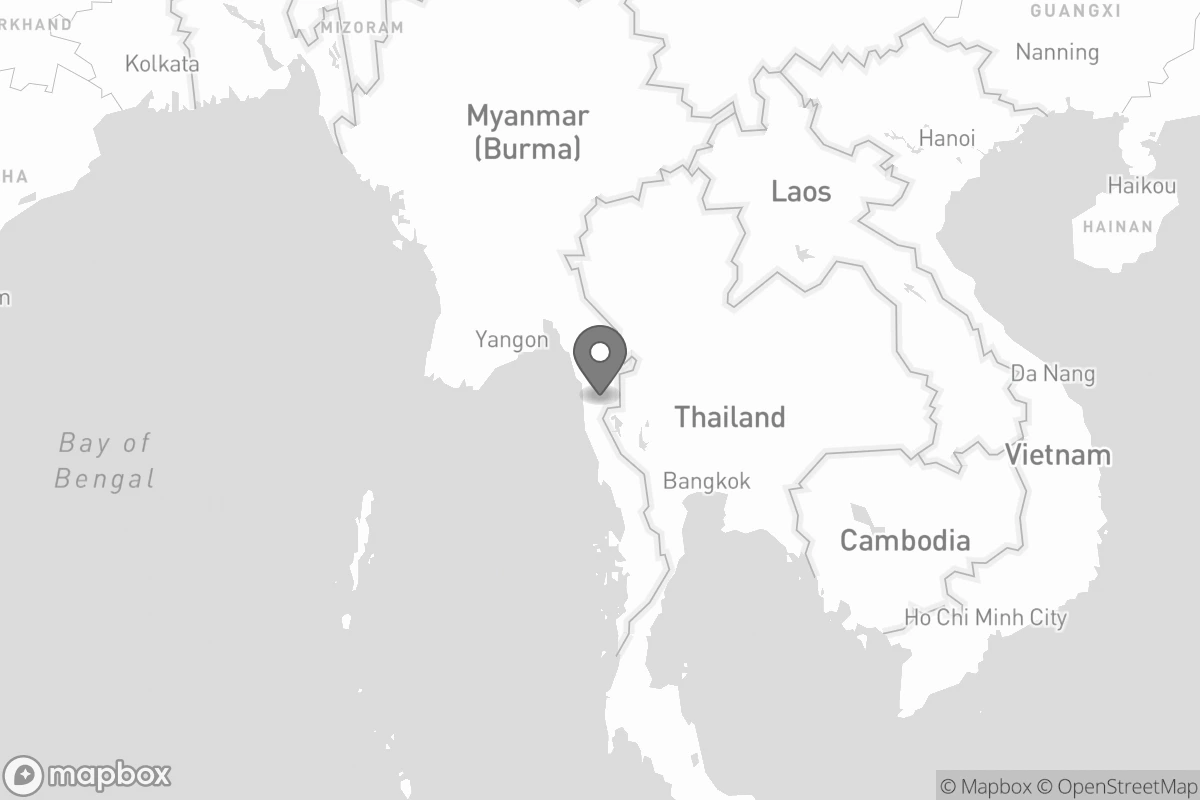 RKHAND
MIZORAM
GUANGXI
Kolkata
Nanning
Myanmar
(Burma)
Hanoi
HA
Laos
Haikou
HAINAN
m
Yangon
Da Nang
Thailand
Bay of
Bengal
Vietnam
Bangkok
Cambodia
Ho Chi Minh City
mapbox
© Mapbox © OpenStreetMap